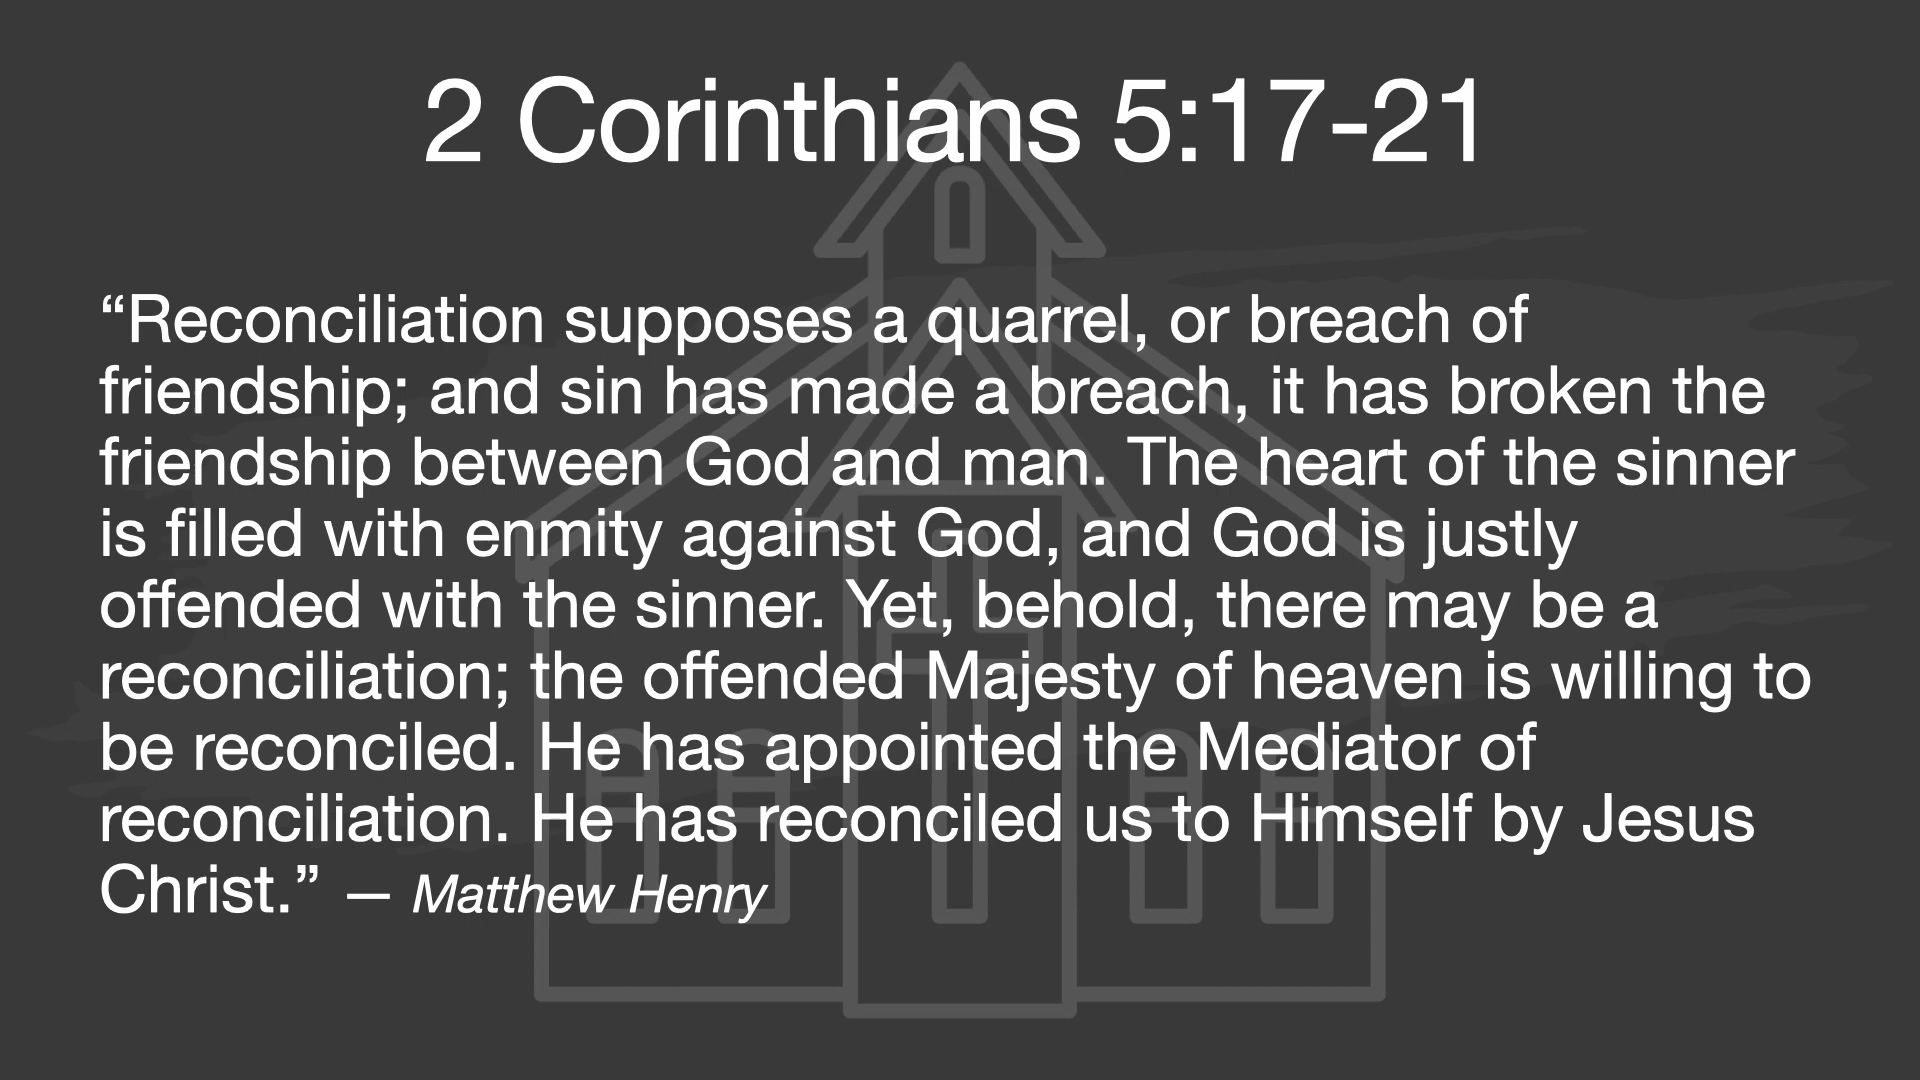 2 Corinthians 5:17-21
“Reconciliation supposes a quarrel, or breach of
friendship; and sin has made a breach, it has broken the
friendship between God and man. The heart of the sinner
is filled with enmity against God, and God is justly
offended with the sinner. Yet, behold, there may be a
reconciliation; the offended Majesty of heaven is willing to
be reconciled. He has appointed the Mediator of
reconciliation. He has reconciled us to Himself by Jesus
Christ.” — Matthew Henry